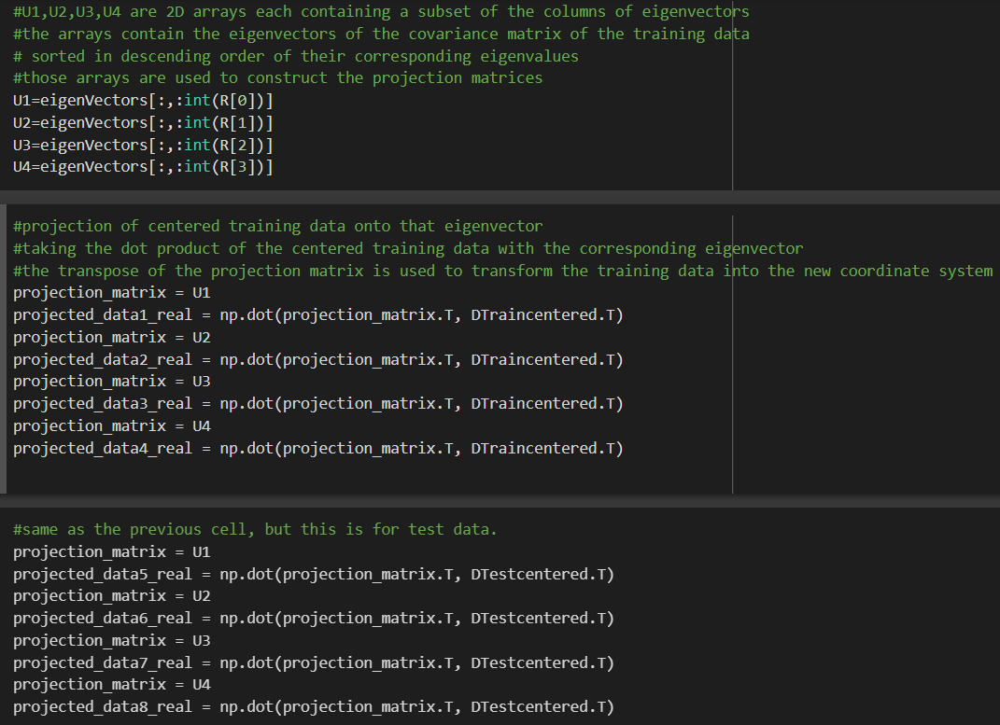 #U1,U2,U3,U4 are 2D arrays each containing a subset of the columns of eigenvectors
#the arrays contain the eigenvectors of the covariance matrix of the training data
# sorted in descending order of their corresponding eigenvalues
#those arrays are used to construct the projection matrices
U1=eigenVectors[:,:int(R[0])]
U2=eigenVectors[:,:int(R[1])]
U3=eigenVectors[:,:int(R[2])]
U4=eigenVectors[:,:int(R[3])]
#projection of centered training data onto that eigenvector
#taking the dot product of the centered training data with the corresponding eigenvector
#the transpose of the projection matrix is used to transform the training data into the new coordinate system
projection_matrix = U1
projected_data1_real = np.dot(projection_matrix.T, DTraincentered.T)
projection_matrix = U2
projected_data2_real = np.dot(projection_matrix.T, DTraincentered.T)
projection_matrix = U3
projected_data3_real = np.dot(projection_matrix.T, DTraincentered.T)
projection_matrix = U4
projected_data4_real = np.dot(projection_matrix.T, DTraincentered.T)
#same as the previous cell, but this is for test data.
projection_matrix = U1
projected_data5_real = np.dot(projection_matrix.T, DTestcentered.T)
projection_matrix = U2
projected_data6_real = np.dot(projection_matrix.T, DTestcentered.T)
projection_matrix = U3
projected_data7_real = np.dot(projection_matrix.T, DTestcentered.T)
projection_matrix = U4
projected_data8_real = np.dot(projection_matrix.T, DTestcentered.T)